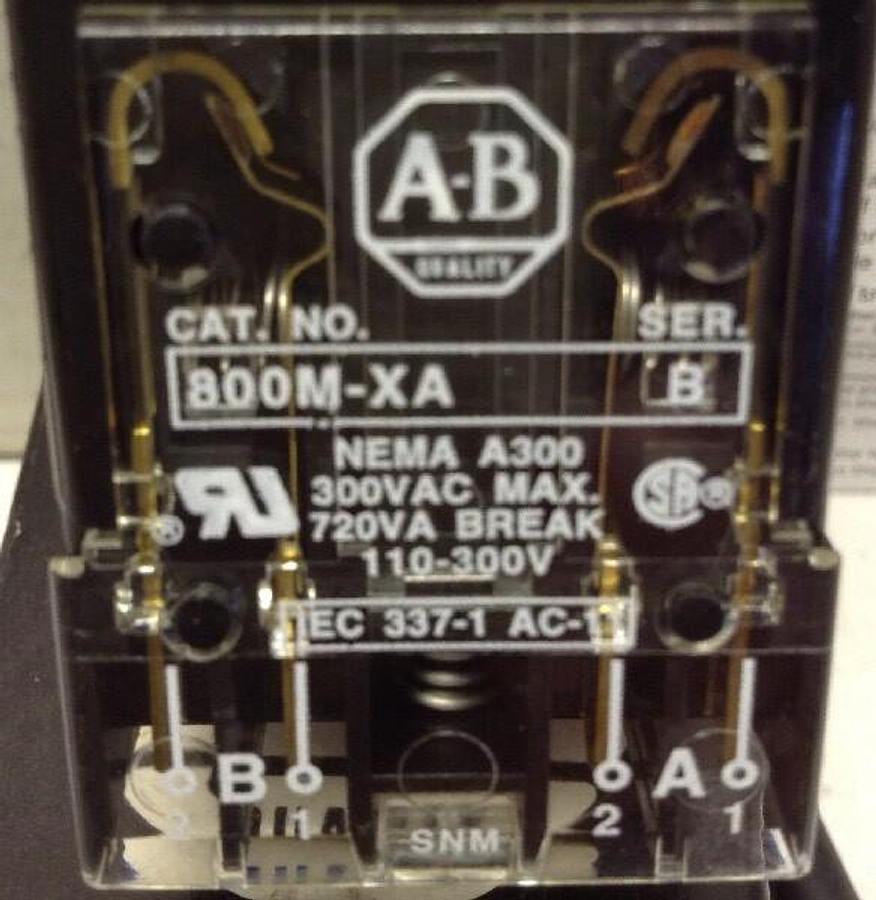 A-B
QUALITY
CAT. NO. SER.
800M-XA B
NEMA A300
300VAC MAX.
720VA BREAK
110-300V
IEC 337-1 AC-11
B A
2 1 2 1
SNM